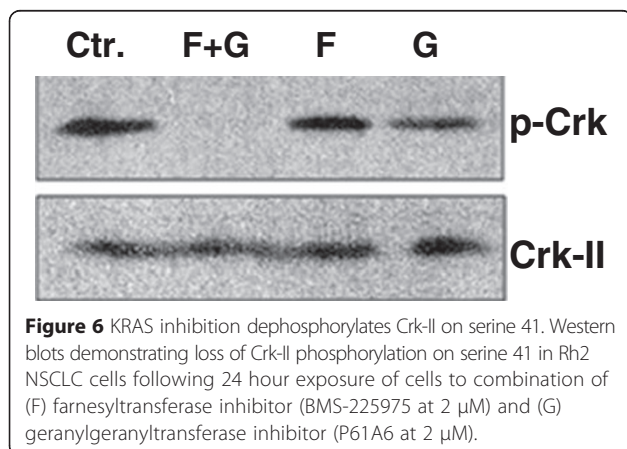 Ctr. F+G F G
p-Crk
Crk-II
Figure 6 KRAS inhibition dephosphorylates Crk-II on serine 41. Western
blots demonstrating loss of Crk-II phosphorylation on serine 41 in Rh2
NSCLC cells following 24 hour exposure of cells to combination of
(F) farnesyltransferase inhibitor (BMS-225975 at 2 μM) and (G)
geranylgeranyltransferase inhibitor (P61A6 at 2 μM).